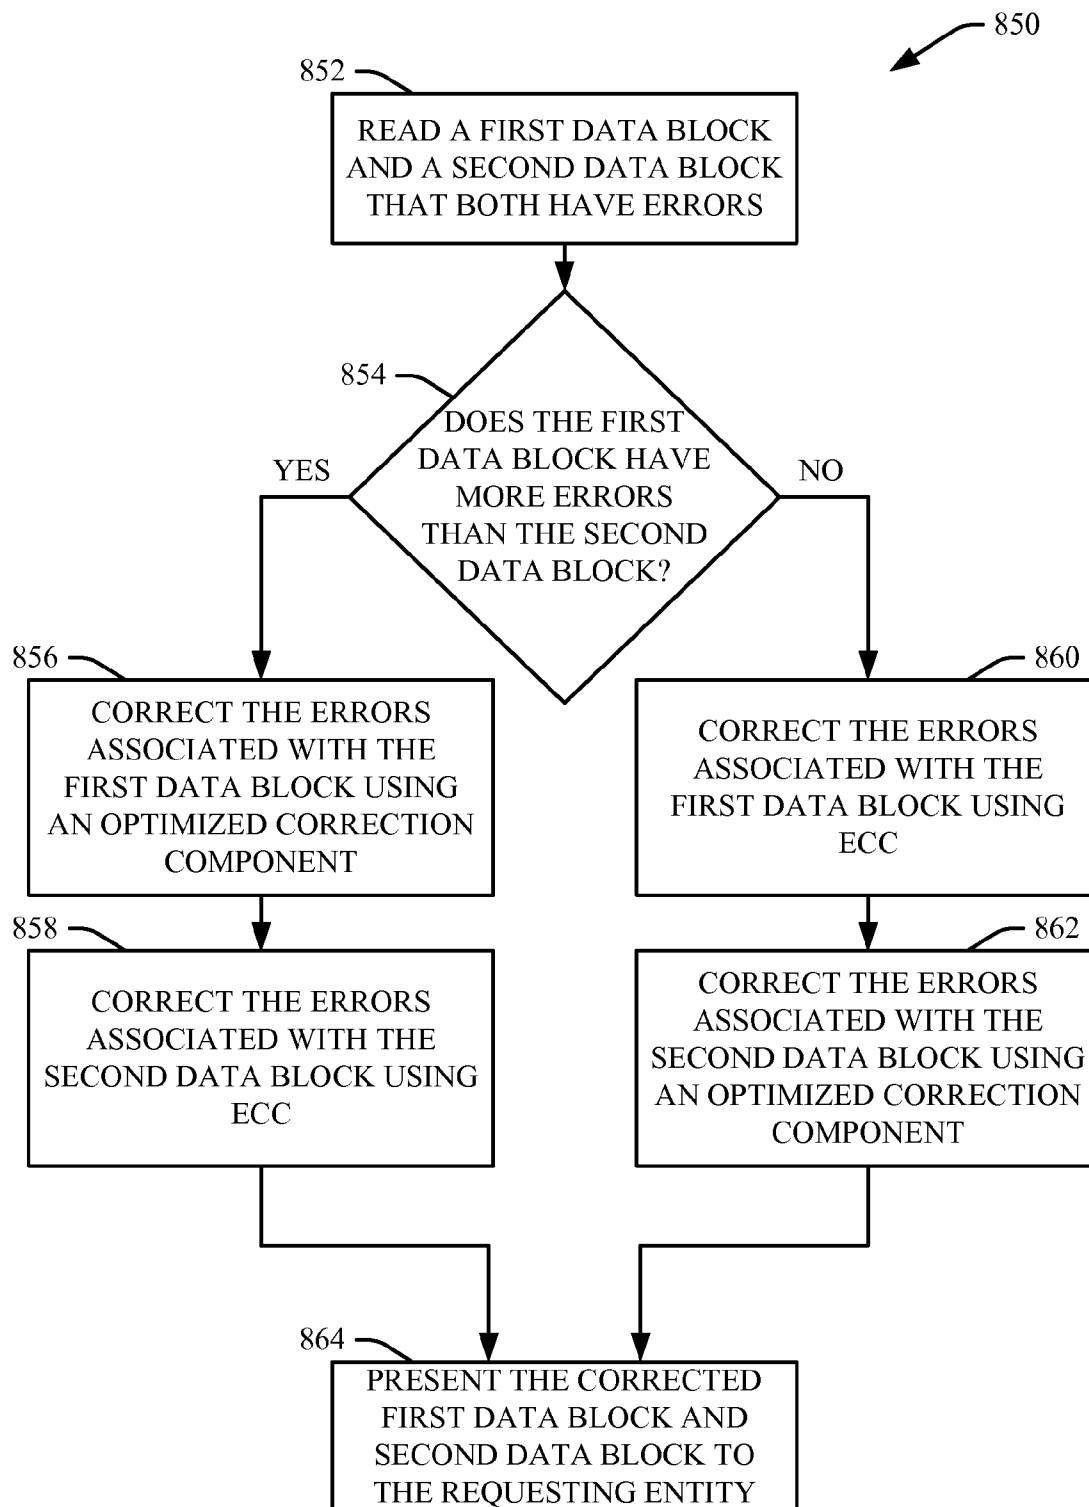 850
852
READ A FIRST DATA BLOCK
AND A SECOND DATA BLOCK
THAT BOTH HAVE ERRORS
854
DOES THE FIRST
DATA BLOCK HAVE
MORE ERRORS
THAN THE SECOND
DATA BLOCK?
YES
NO
856
CORRECT THE ERRORS
ASSOCIATED WITH THE
FIRST DATA BLOCK USING
AN OPTIMIZED CORRECTION
COMPONENT
860
CORRECT THE ERRORS
ASSOCIATED WITH THE
FIRST DATA BLOCK USING
ECC
858
CORRECT THE ERRORS
ASSOCIATED WITH THE
SECOND DATA BLOCK USING
ECC
862
CORRECT THE ERRORS
ASSOCIATED WITH THE
SECOND DATA BLOCK USING
AN OPTIMIZED CORRECTION
COMPONENT
864
PRESENT THE CORRECTED
FIRST DATA BLOCK AND
SECOND DATA BLOCK TO
THE REQUESTING ENTITY